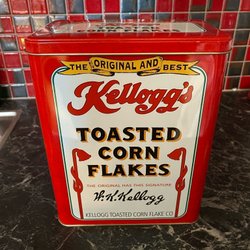 THE ORIGINAL AND BEST
Kellogg's
TOASTED
CORN
FLAKES
THE ORIGINAL HAS THIS SIGNATURE
W.K.Kellogg
KELLOGG TOASTED CORN FLAKE CO